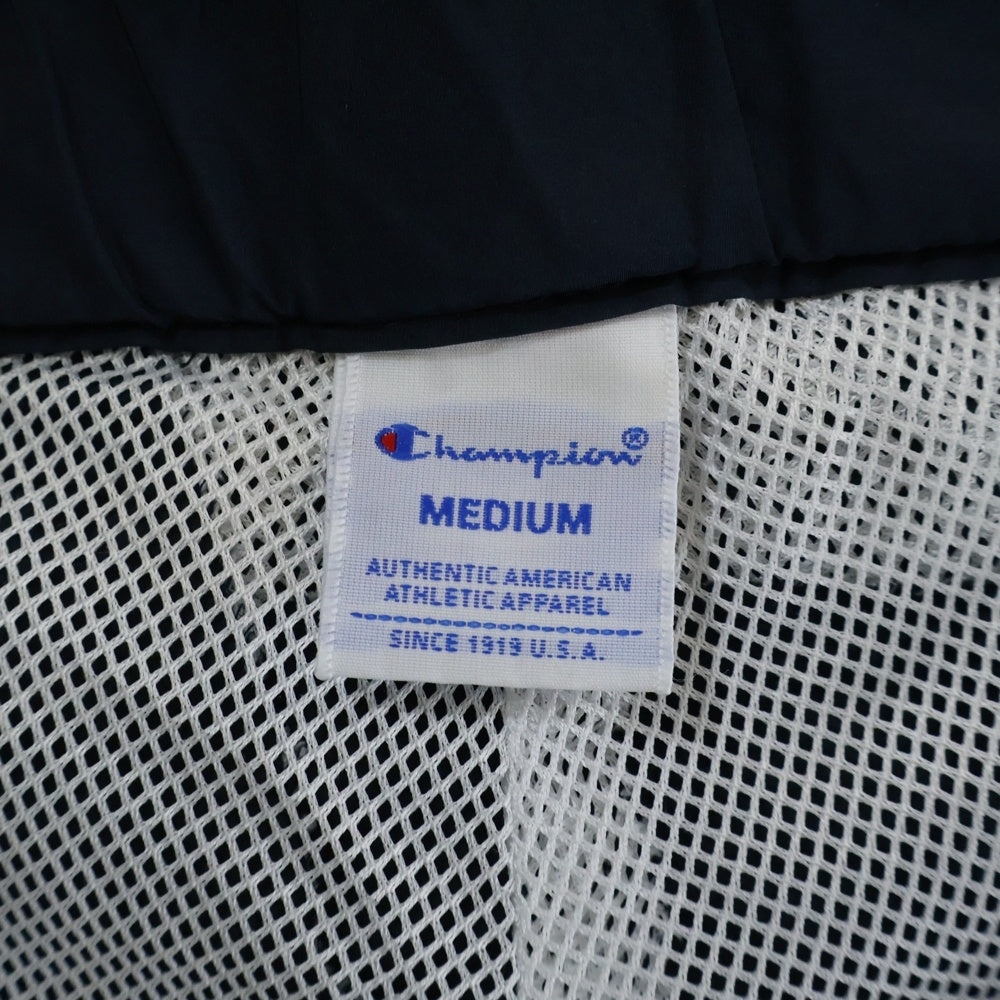 Champion®
MEDIUM
AUTHENTIC AMERICAN
ATHLETIC APPAREL
SINCE 1919 U.S.A.